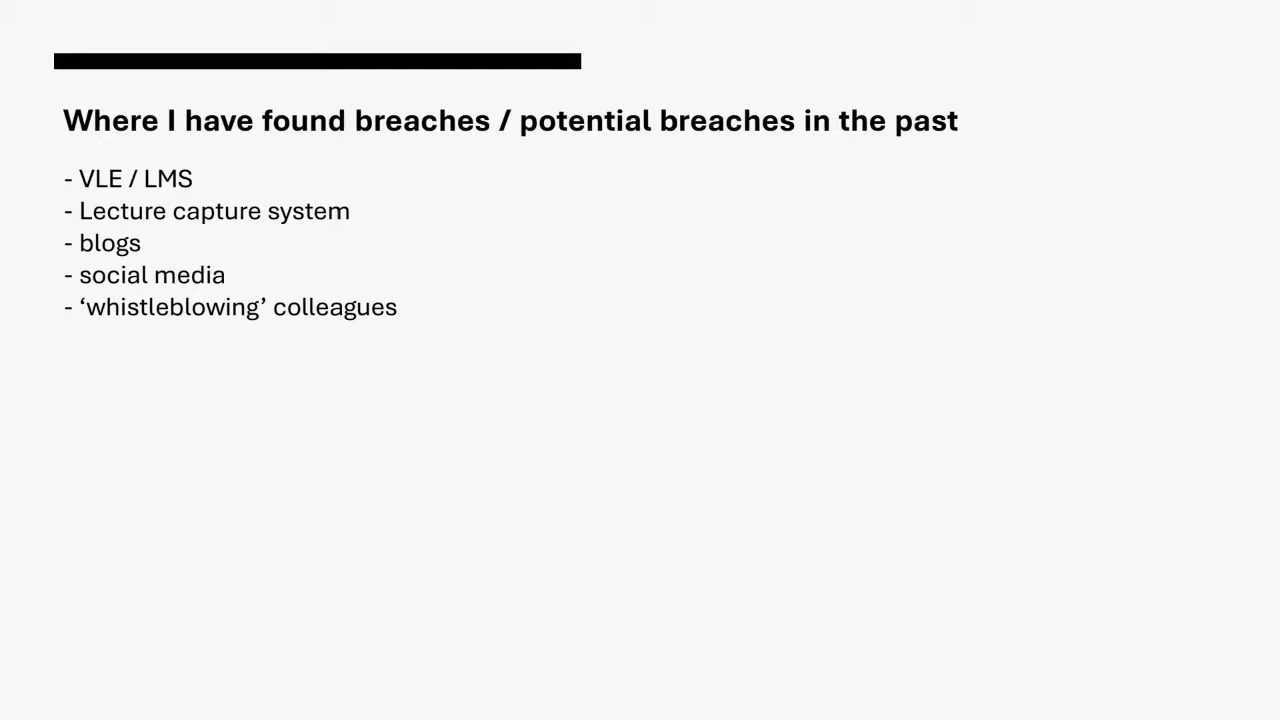 Where I have found breaches / potential breaches in the past
- VLE / LMS
- Lecture capture system
- blogs
- social media
- ‘whistleblowing’ colleagues